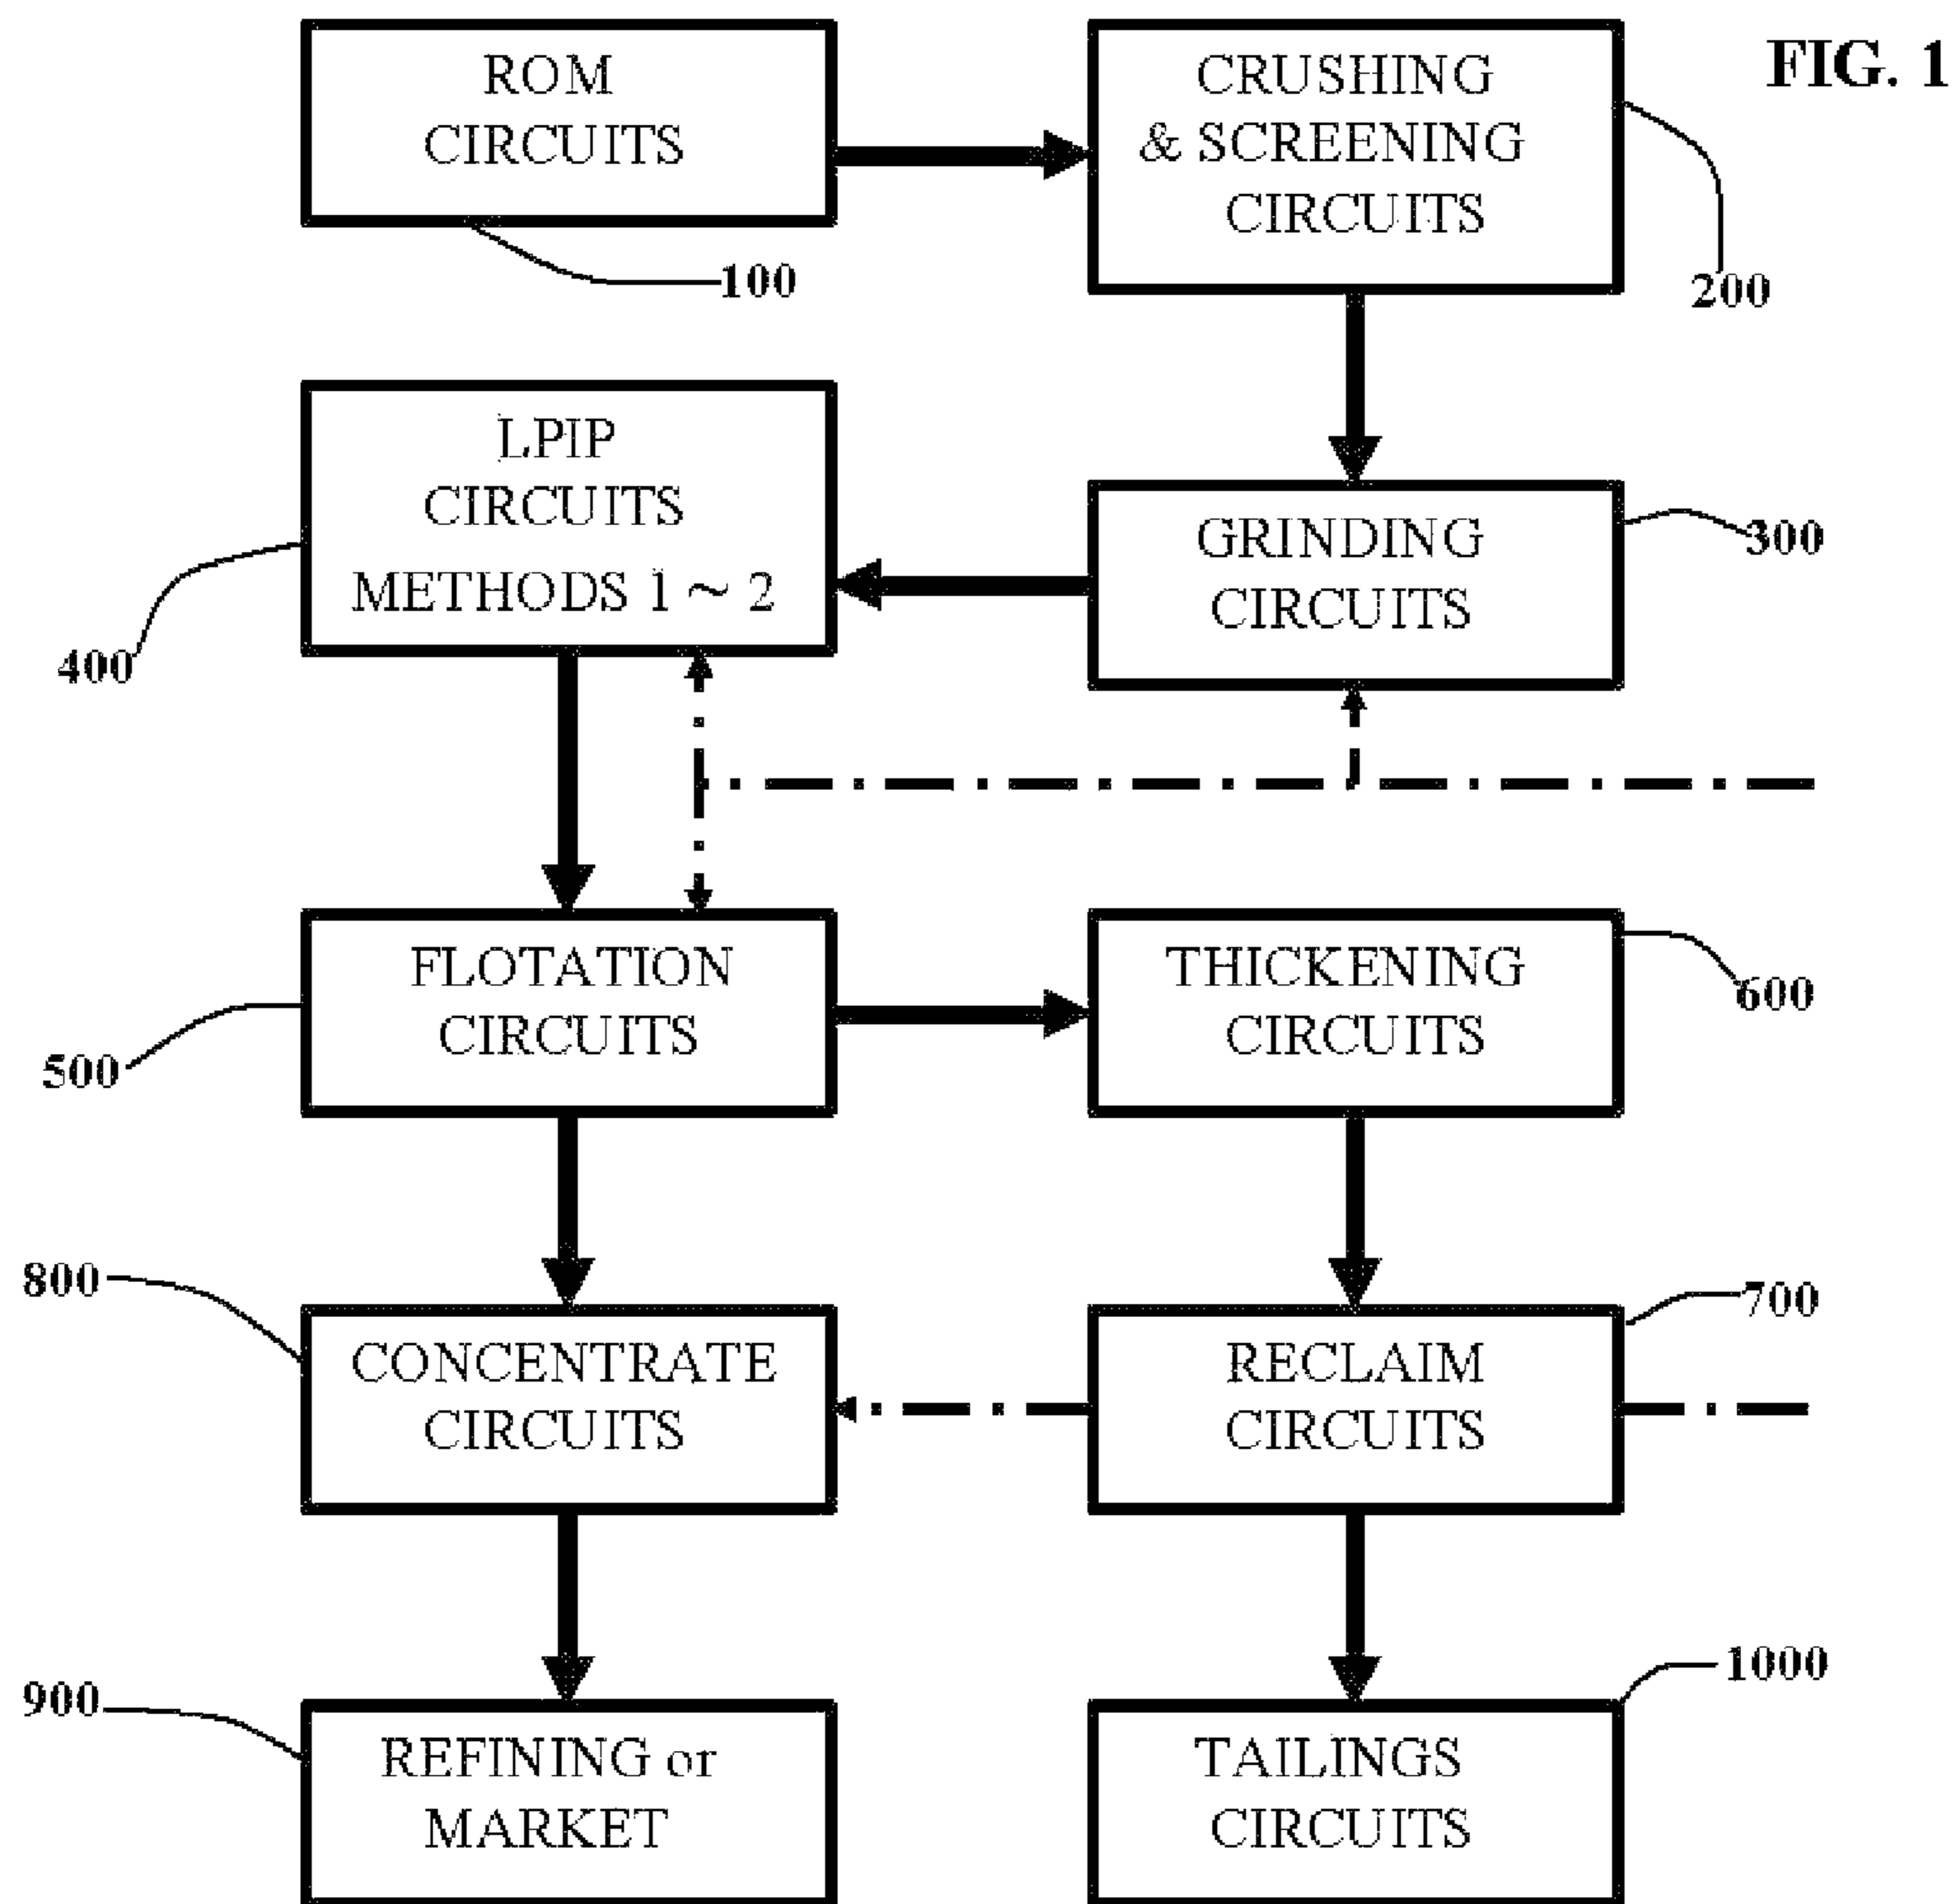 FIG. 1
ROM
CIRCUITS
100
CRUSHING
& SCREENING
CIRCUITS
200
LPIP
CIRCUITS
METHODS 1 ~ 2
400
GRINDING
CIRCUITS
300
FLOTATION
CIRCUITS
500
THICKENING
CIRCUITS
600
800
CONCENTRATE
CIRCUITS
RECLAIM
CIRCUITS
700
900
REFINING or
MARKET
TAILINGS
CIRCUITS
1000